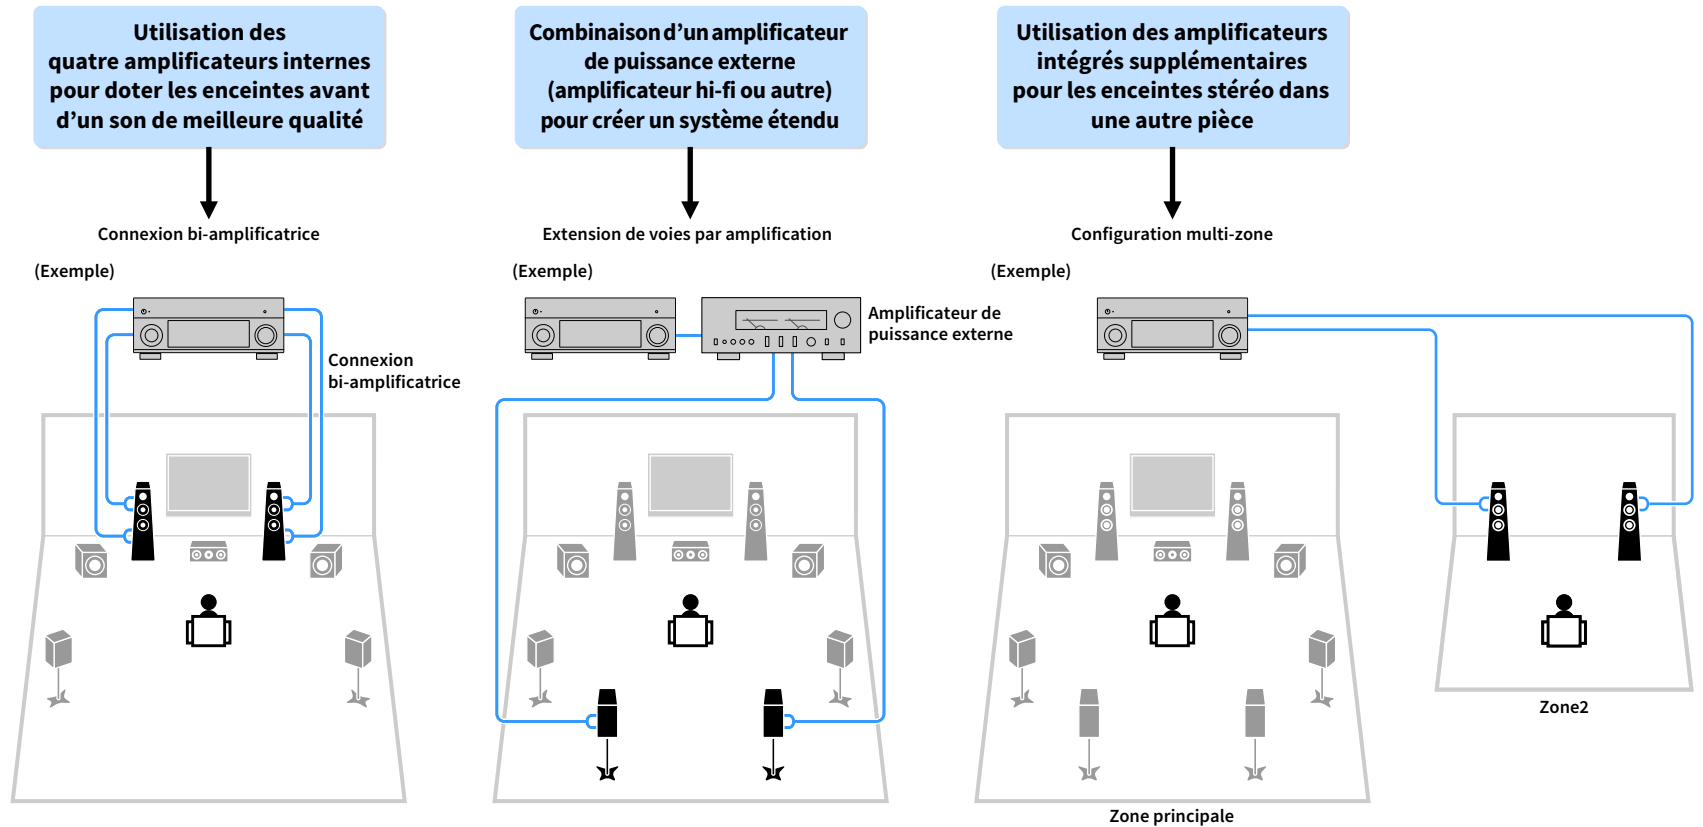 Utilisation des
quatre amplificateurs internes
pour doter les enceintes avant
d’un son de meilleure qualité
Connexion bi-amplificatrice
(Exemple)
Connexion
bi-amplificatrice
Combinaison d’un amplificateur
de puissance externe
(amplificateur hi-fi ou autre)
pour créer un système étendu
Extension de voies par amplification
(Exemple)
Amplificateur de
puissance externe
Utilisation des amplificateurs
intégrés supplémentaires
pour les enceintes stéréo dans
une autre pièce
Configuration multi-zone
(Exemple)
Zone2
Zone principale